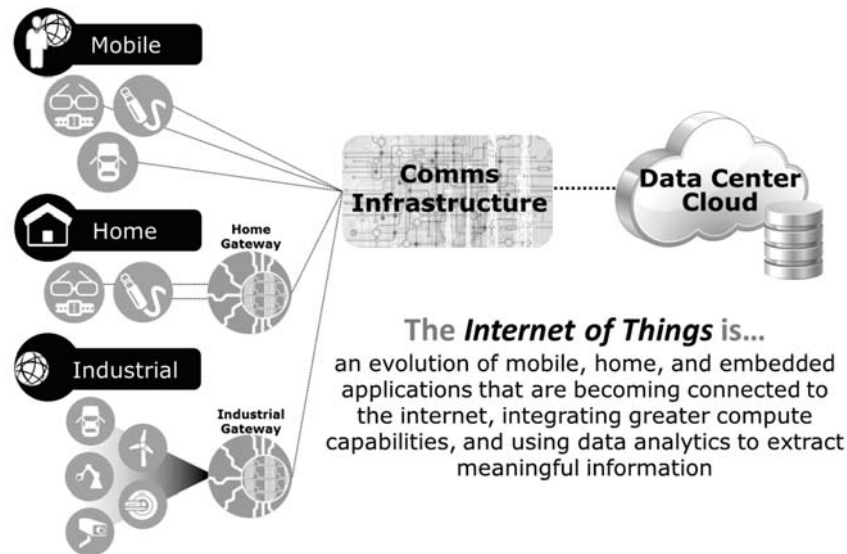 Mobile
Comms
Infrastructure
Data Center
Cloud
Home
Home
Gateway
Industrial
Industrial
Gateway
The Internet of Things is...
an evolution of mobile, home, and embedded
applications that are becoming connected to
the internet, integrating greater compute
capabilities, and using data analytics to extract
meaningful information